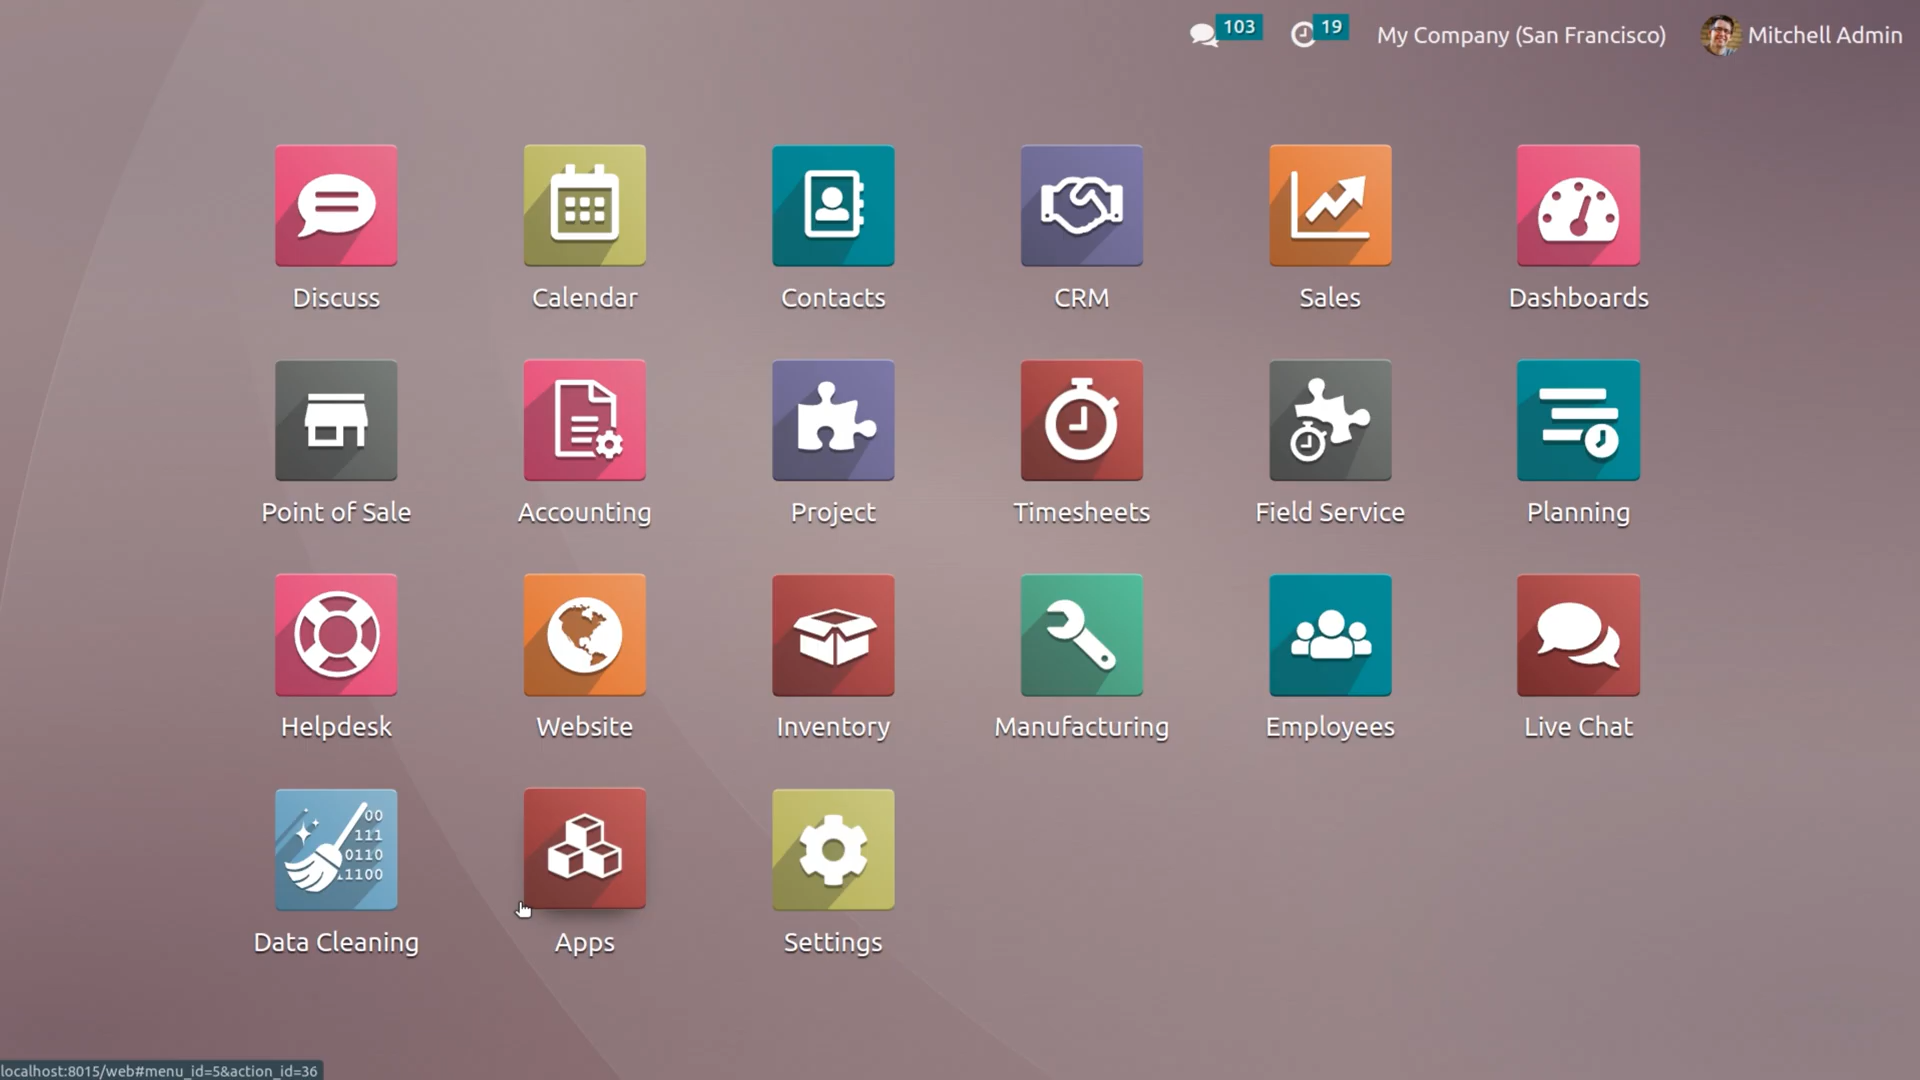 103 19 My Company (San Francisco) Mitchell Admin
Discuss Calendar Contacts CRM Sales Dashboards
Point of Sale Accounting Project Timesheets Field Service Planning
Helpdesk Website Inventory Manufacturing Employees Live Chat
00
111
0110
11100
Data Cleaning Apps Settings
localhost:8015/web#menu_id=5&action_id=36